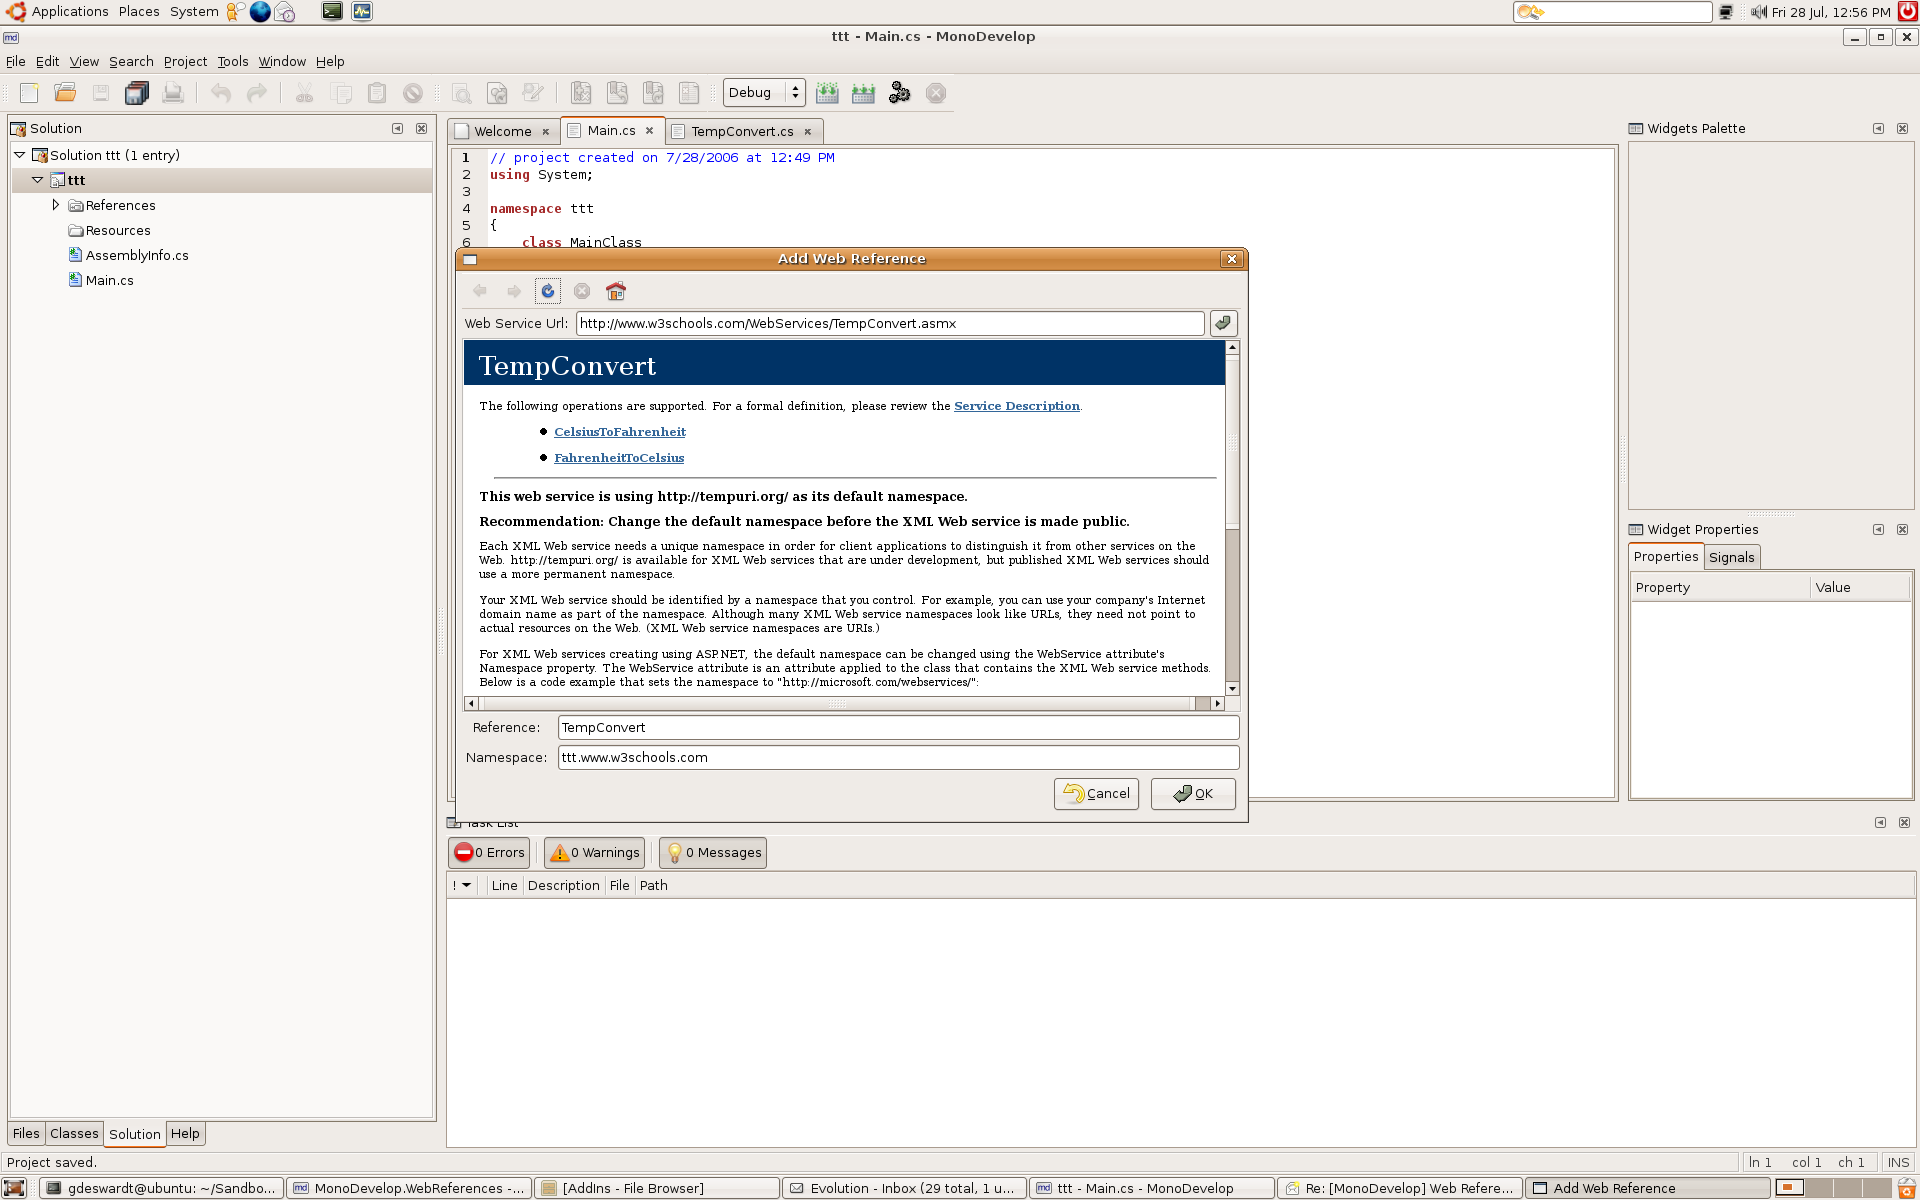 Applications Places System
Fri 28 Jul, 12:56 PM
md
ttt - Main.cs - MonoDevelop
File Edit View Search Project Tools Window Help
Debug
Solution
Solution ttt (1 entry)
ttt
References
Resources
AssemblyInfo.cs
Main.cs
Welcome
Main.cs
TempConvert.cs
1 // project created on 7/28/2006 at 12:49 PM
2 using System;
3
4 namespace ttt
5 {
6 class MainClass
Add Web Reference
Web Service Url: http://www.w3schools.com/WebServices/TempConvert.asmx
TempConvert
The following operations are supported. For a formal definition, please review the Service Description.
CelsiusToFahrenheit
FahrenheitToCelsius
This web service is using http://tempuri.org/ as its default namespace.
Recommendation: Change the default namespace before the XML Web service is made public.
Each XML Web service needs a unique namespace in order for client applications to distinguish it from other services on the
Web. http://tempuri.org/ is available for XML Web services that are under development, but published XML Web services should
use a more permanent namespace.
Your XML Web service should be identified by a namespace that you control. For example, you can use your company's Internet
domain name as part of the namespace. Although many XML Web service namespaces look like URLs, they need not point to
actual resources on the Web. (XML Web service namespaces are URIs.)
For XML Web services creating using ASP.NET, the default namespace can be changed using the WebService attribute's
Namespace property. The WebService attribute is an attribute applied to the class that contains the XML Web service methods.
Below is a code example that sets the namespace to "http://microsoft.com/webservices/":
Reference: TempConvert
Namespace: ttt.www.w3schools.com
Cancel OK
Widgets Palette
Widget Properties
Properties Signals
Property Value
Task List
0 Errors 0 Warnings 0 Messages
! Line Description File Path
Files Classes Solution Help
Project saved.
ln 1 col 1 ch 1 INS
gdeswardt@ubuntu: ~/Sandbo...
md MonoDevelop.WebReferences -...
[AddIns - File Browser]
Evolution - Inbox (29 total, 1 u...
md ttt - Main.cs - MonoDevelop
Re: [MonoDevelop] Web Refere...
Add Web Reference